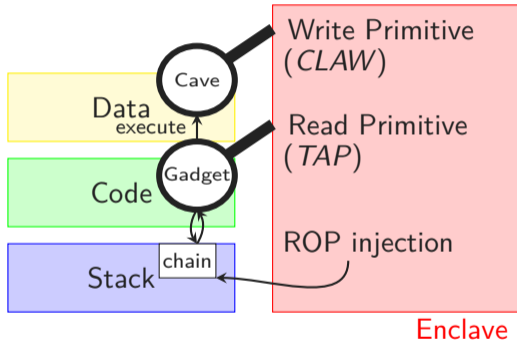 Write Primitive
(CLAW)
Cave
Data
execute
Read Primitive
(TAP)
Gadget
Code
ROP injection
chain
Stack
Enclave